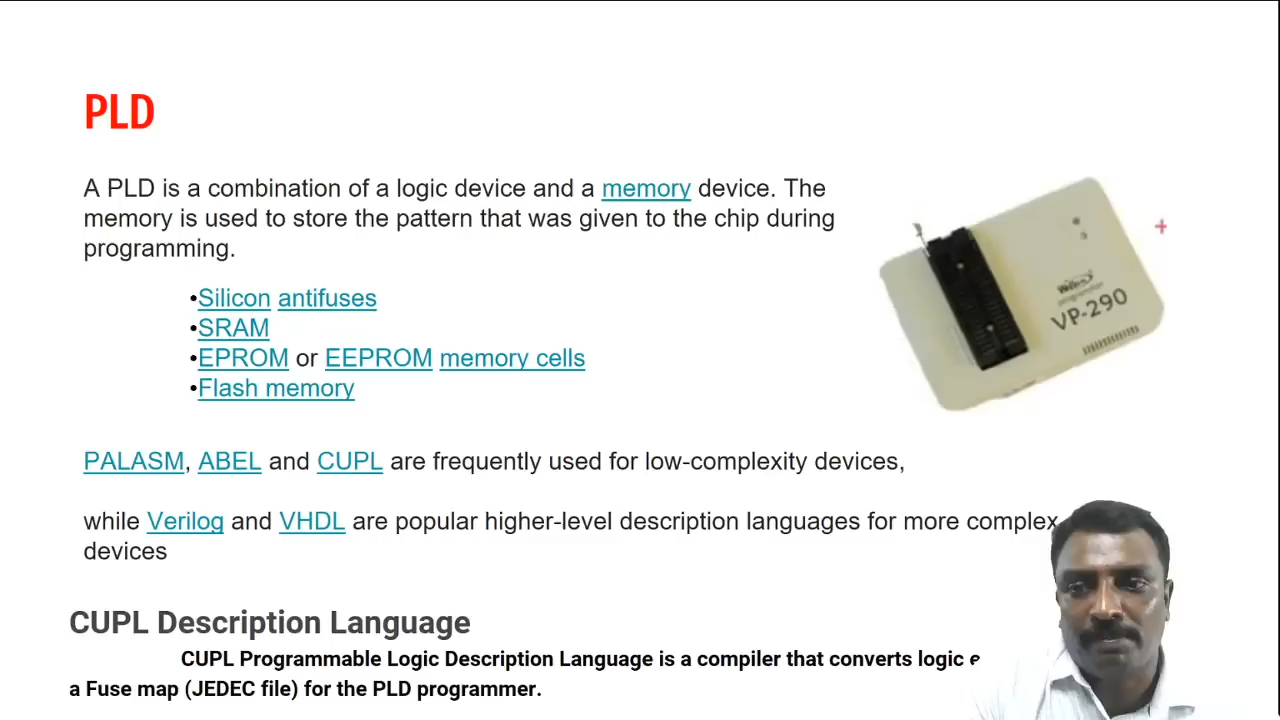 PLD
A PLD is a combination of a logic device and a memory device. The
memory is used to store the pattern that was given to the chip during
programming.
•Silicon antifuses
•SRAM
•EPROM or EEPROM memory cells
•Flash memory
programmer
VP-290
PALASM, ABEL and CUPL are frequently used for low-complexity devices,
while Verilog and VHDL are popular higher-level description languages for more complex
devices
CUPL Description Language
CUPL Programmable Logic Description Language is a compiler that converts logic
a Fuse map (JEDEC file) for the PLD programmer.